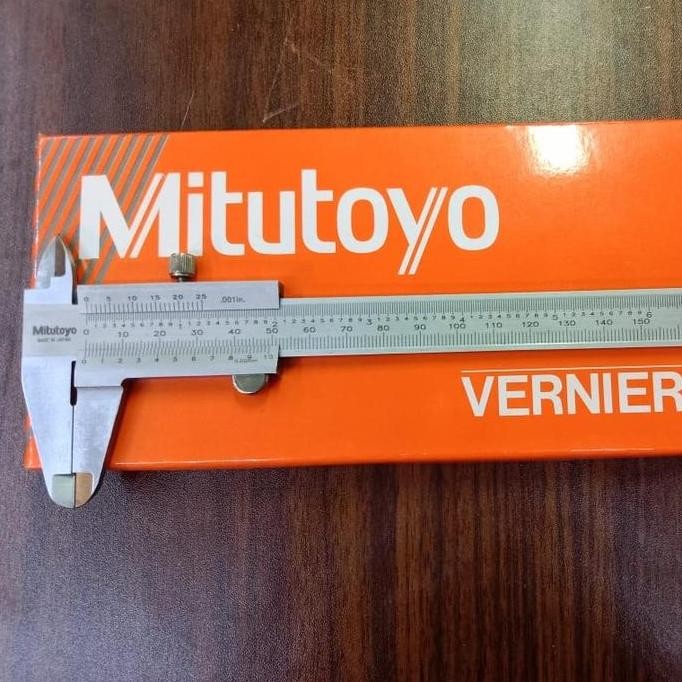 Mitutoyo
0 5 10 15 20 25 .001in.
1 2 3 4 5 6 7 8 9 1 1 2 3 4 5 6 7 8 9 2 1 2 3 4 5 6 7 8 9 3 1 2 3 4 5 6 7 8 9 4 1 2 3 4 5 6 7 8 9 5 1 2 3 4 5 6 7 8 9 6
Mitutoyo 0 10 20 30 40 50 60 70 80 90 100 110 120 130 140 150
MADE IN JAPAN
0 1 2 3 4 5 6 7 8 9 10
VERNIER